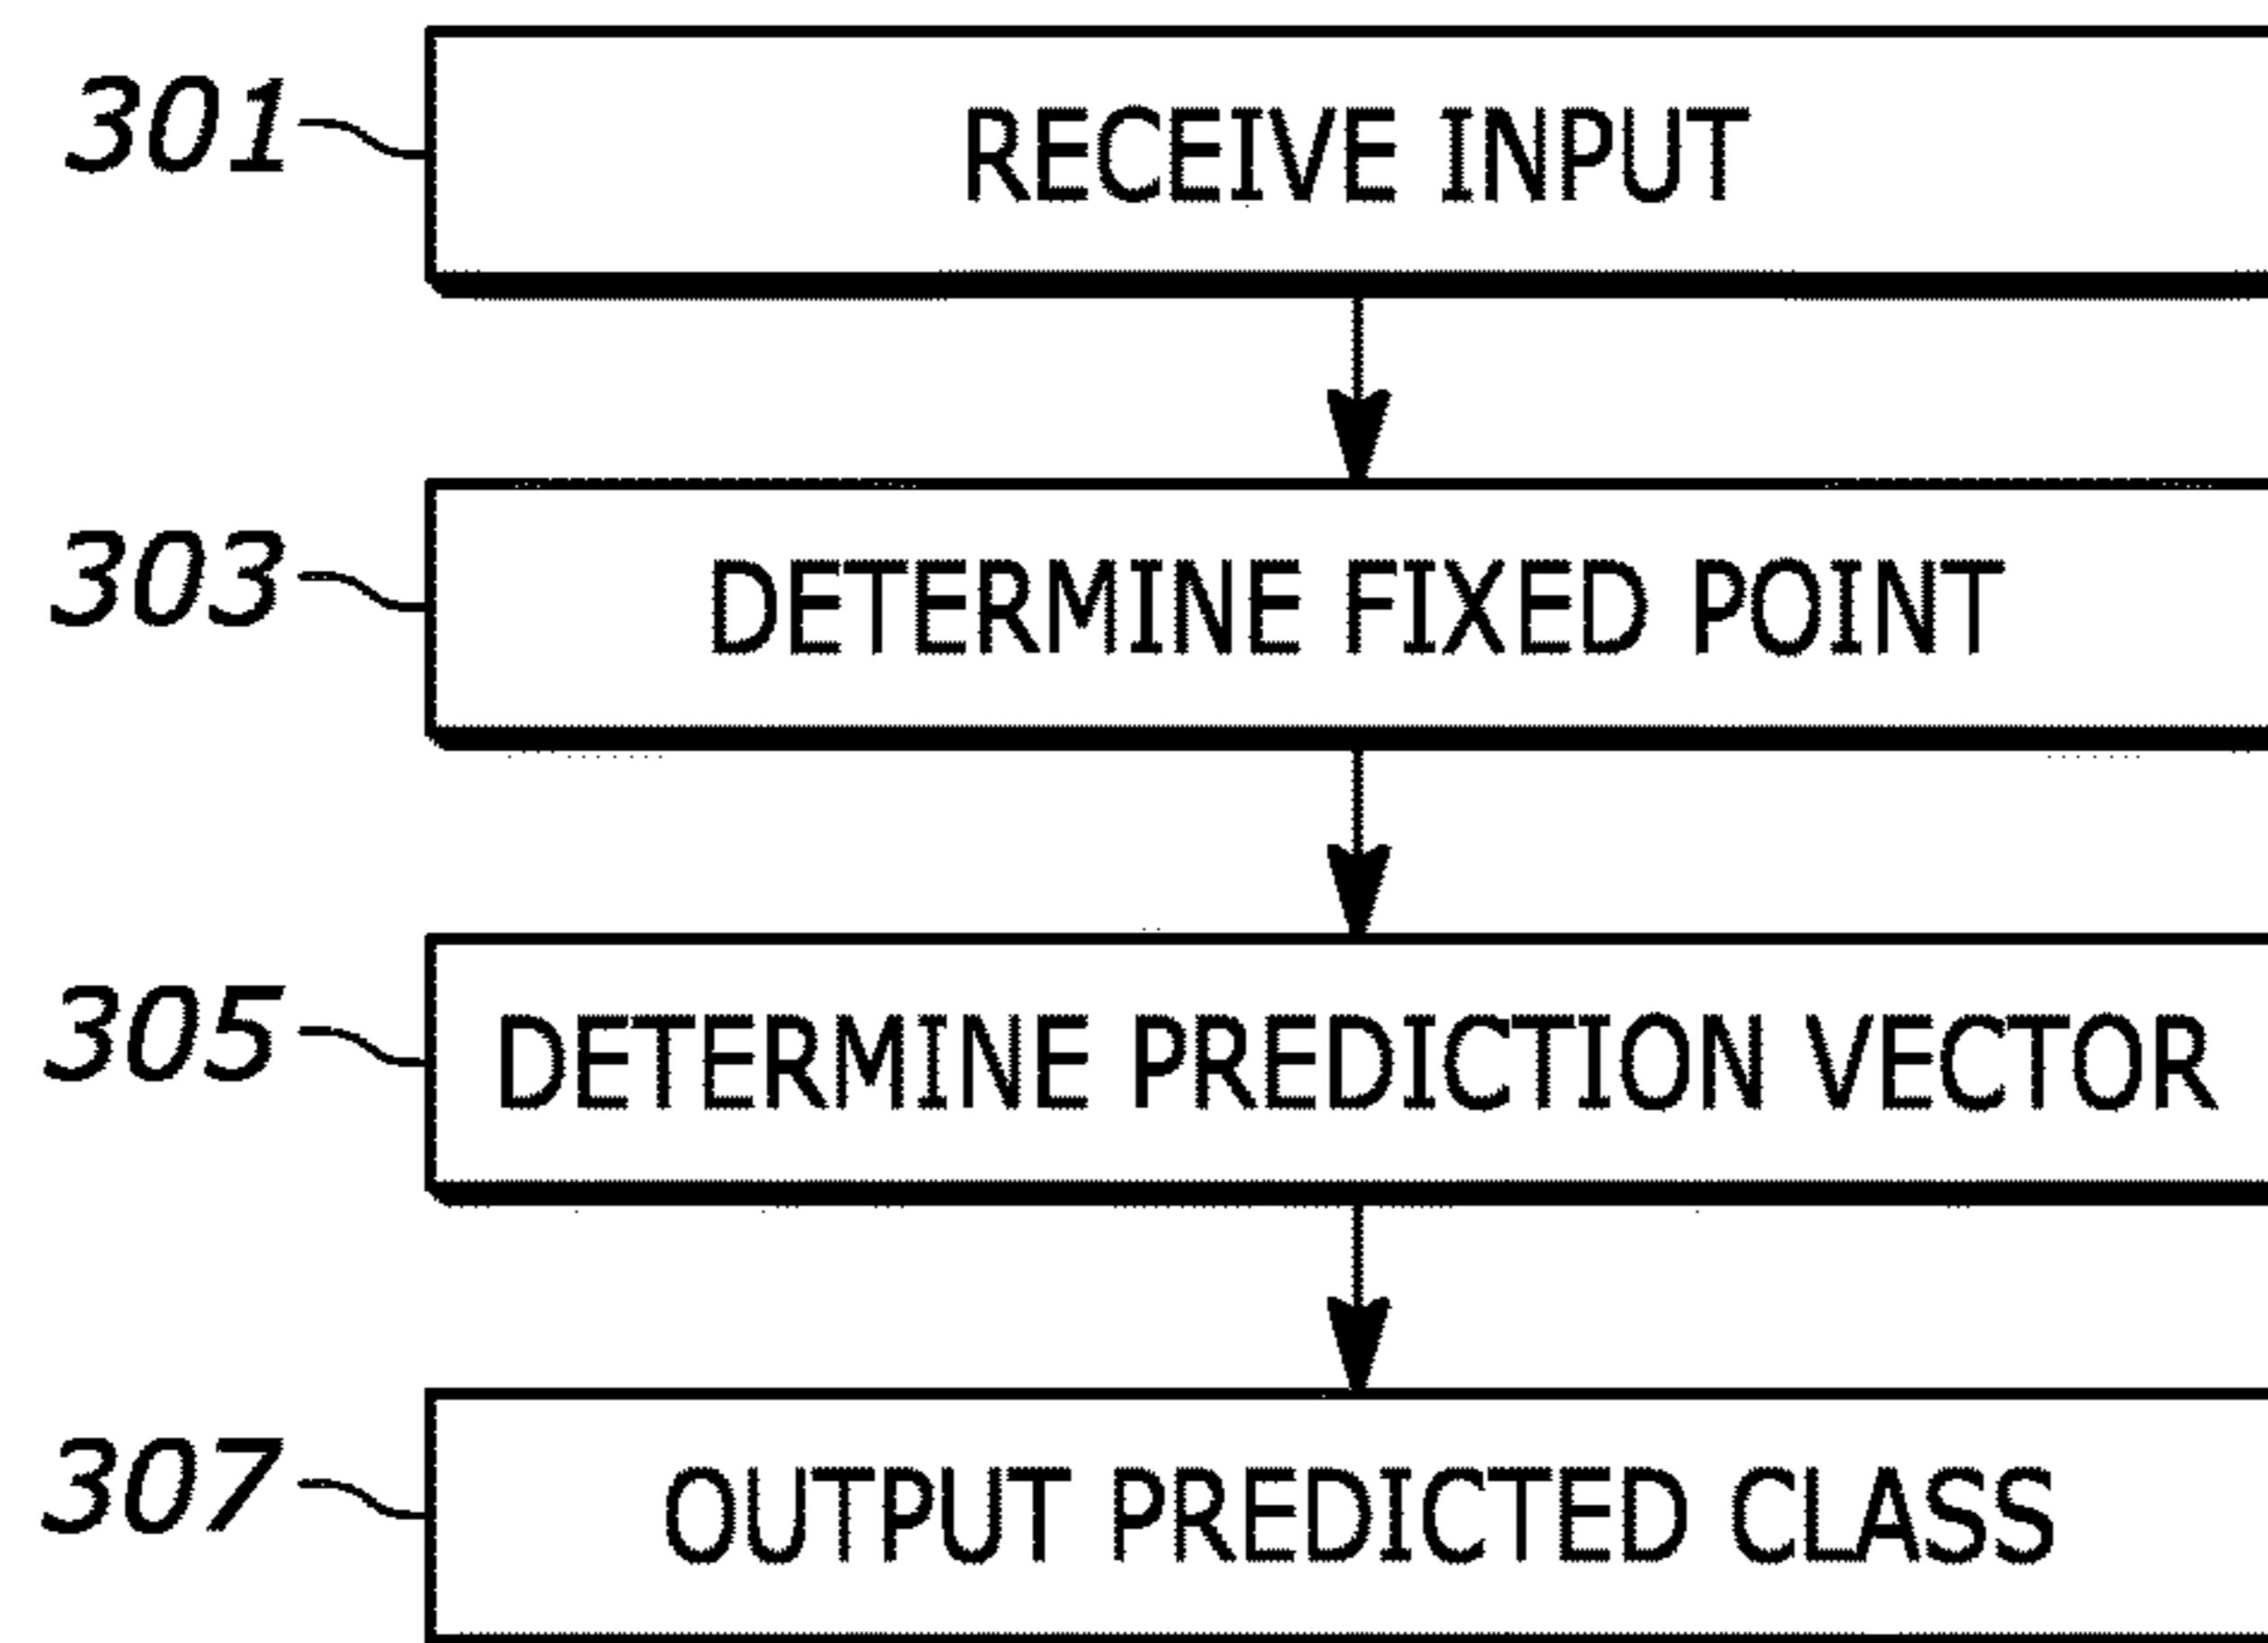 301 RECEIVE INPUT
303 DETERMINE FIXED POINT
305 DETERMINE PREDICTION VECTOR
307 OUTPUT PREDICTED CLASS